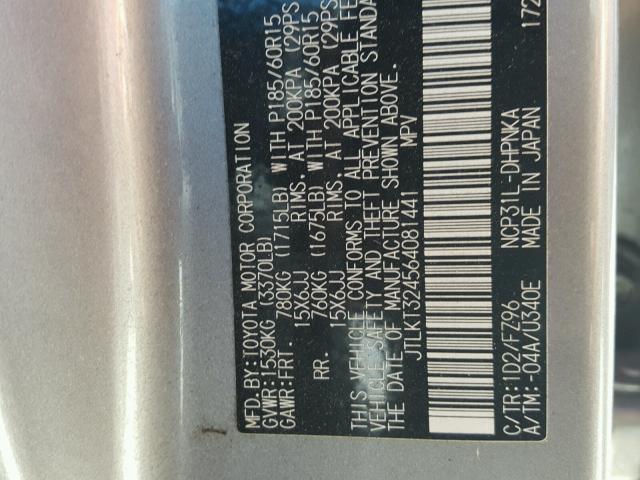 MFD.BY:TOYOTA MOTOR CORPORATION
GVWR:1530KG (3370LB)
GAWR:FRT. 780KG (1715LB) WITH P185/60R15
15X6JJ RIMS, AT 200KPA (29PS
RR. 760KG (1675LB) WITH P185/60R15
15X6JJ RIMS, AT 200KPA (29PS
THIS VEHICLE CONFORMS TO ALL APPLICABLE FE
VEHICLE SAFETY AND THEFT PREVENTION STANDA
THE DATE OF MANUFACTURE SHOWN ABOVE.
JTLKT324564081441 MPV
C/TR:1D2/FZ96 NCP31L-DHPNKA 172
A/TM:-04A/U340E MADE IN JAPAN